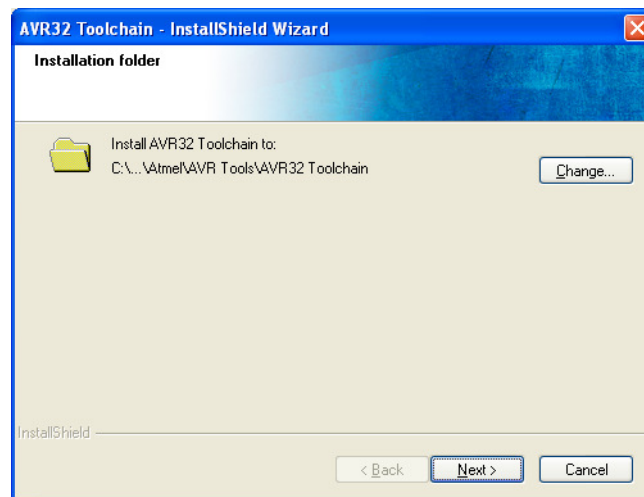 AVR32 Toolchain - InstallShield Wizard
Installation folder
Install AVR32 Toolchain to:
C:\...\Atmel\AVR Tools\AVR32 Toolchain
Change...
InstallShield
< Back Next > Cancel